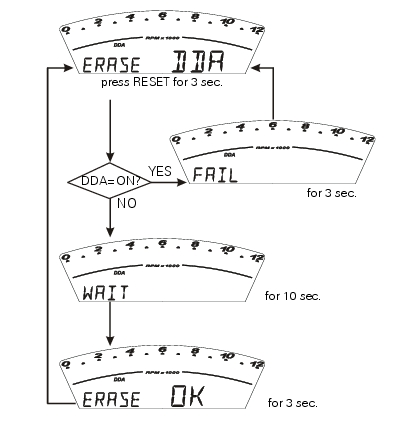 0 2 4 6 8 10 12
RPM x 1000
DDA
ERASE DDA
press RESET for 3 sec.
0 2 4 6 8 10 12
RPM x 1000
DDA
FAIL
for 3 sec.
DDA=ON?
YES
NO
0 2 4 6 8 10 12
RPM x 1000
DDA
WAIT
for 10 sec.
0 2 4 6 8 10 12
RPM x 1000
DDA
ERASE OK
for 3 sec.